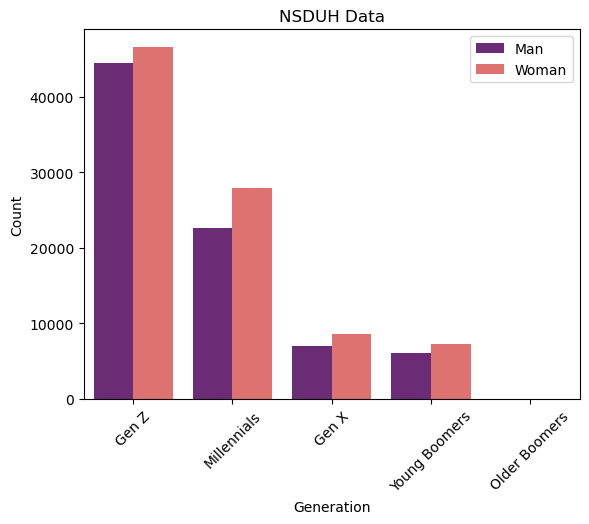 NSDUH Data
Man
Woman
Count
40000
30000
20000
10000
0
Gen Z
Millennials
Gen X
Young Boomers
Older Boomers
Generation